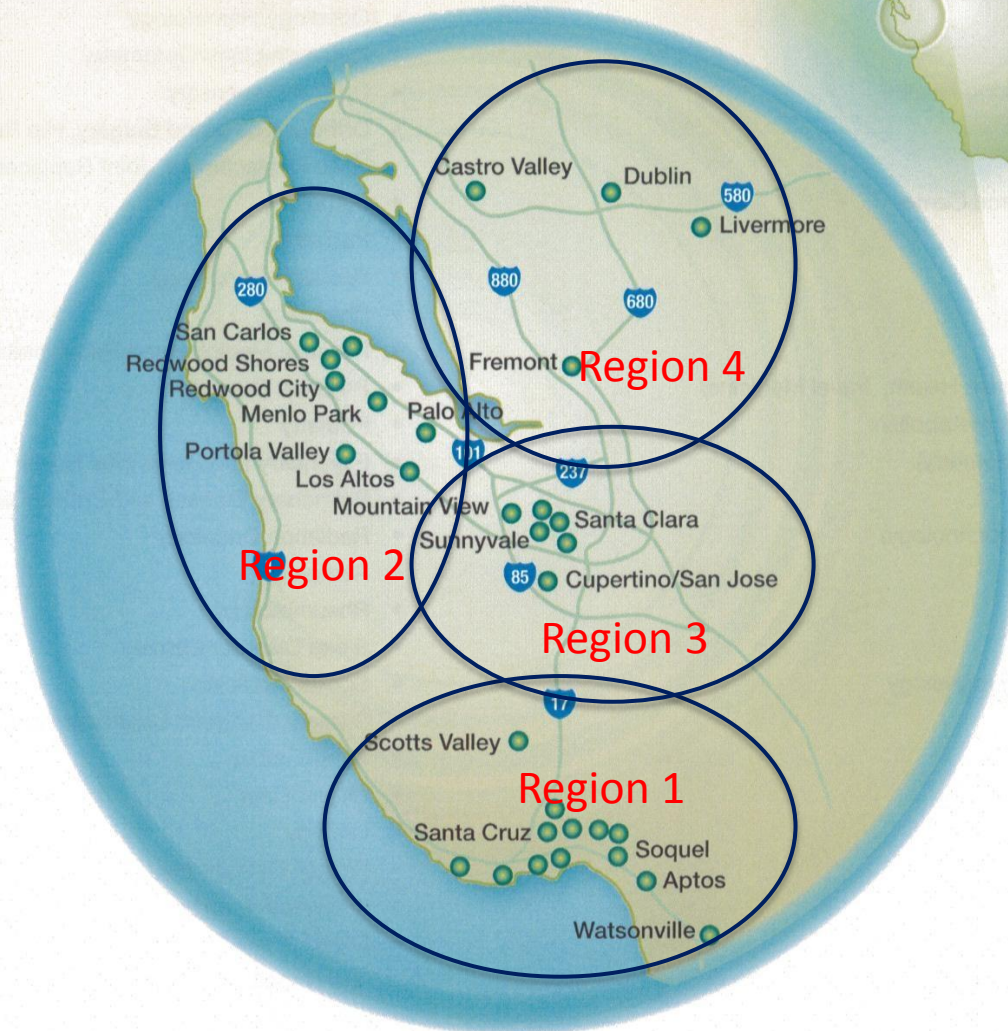 Castro Valley
Dublin
580
Livermore
880
280
680
San Carlos
Redwood Shores
Fremont
Region 4
Redwood City
Menlo Park
Palo Alto
Portola Valley
101
Los Altos
237
Mountain View
Santa Clara
Sunnyvale
Region 2
85
Cupertino/San Jose
Region 3
17
Scotts Valley
Region 1
Santa Cruz
Soquel
Aptos
Watsonville